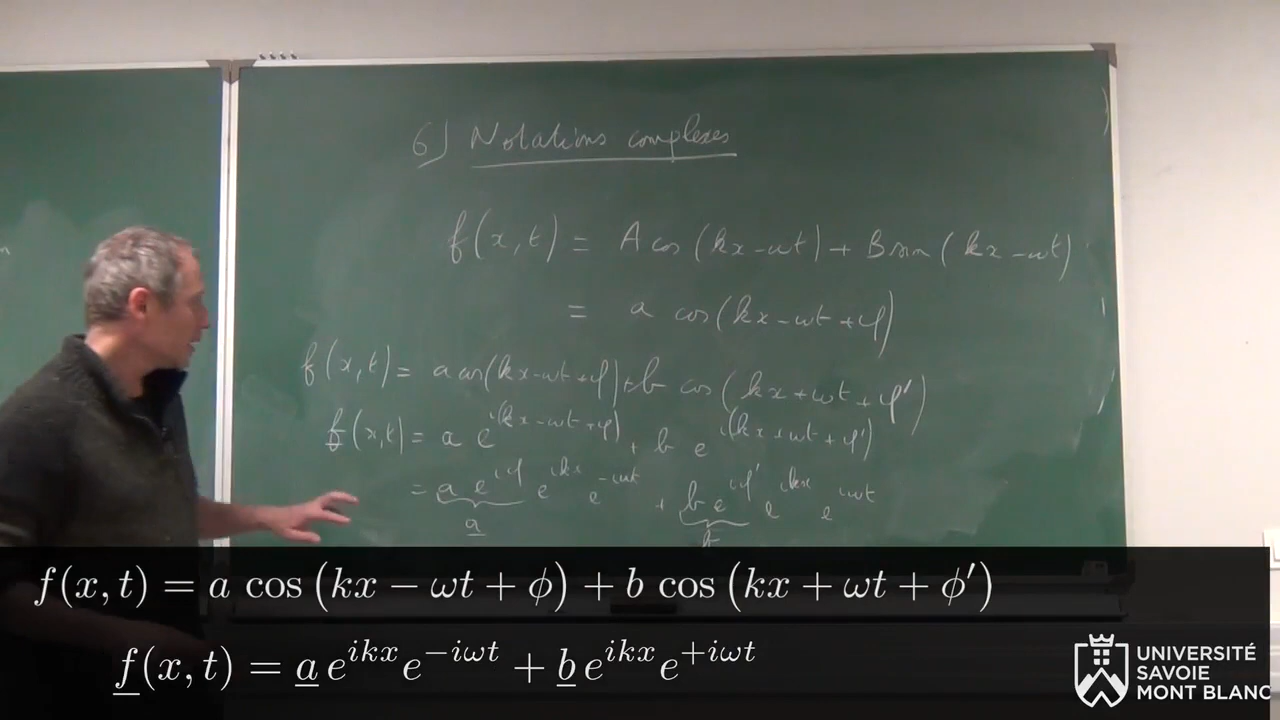 6) Notations complexes
f(x,t) = A cos(kx-ωt) + B sin(kx-ωt)
= a cos(kx-ωt+φ)
f(x,t) = a cos(kx-ωt+φ) + b cos(kx+ωt+φ')
f̲(x,t) = a e^{i(kx-ωt+φ)} + b e^{i(kx+ωt+φ')}
= a e^{iφ} e^{ikx} e^{-iωt} + b e^{iφ'} e^{ikx} e^{iωt}
a̲ b̲
f(x, t) = a cos (kx − ωt + ϕ) + b cos (kx + ωt + ϕ′)
f̲(x, t) = a̲ e^{ikx} e^{−iωt} + b̲ e^{ikx} e^{+iωt}
UNIVERSITÉ
SAVOIE
MONT BLANC